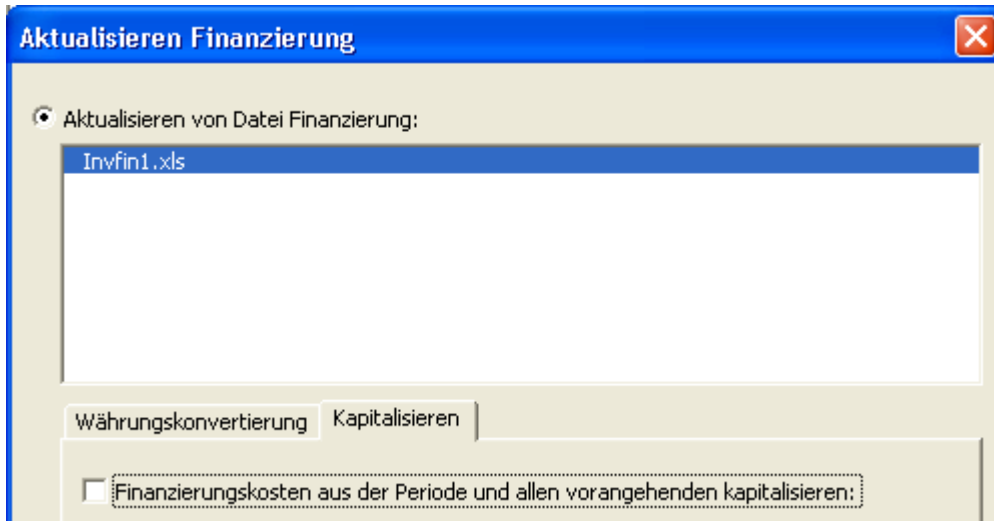 Aktualisieren Finanzierung
Aktualisieren von Datei Finanzierung:
Invfin1.xls
Währungskonvertierung Kapitalisieren
Finanzierungskosten aus der Periode und allen vorangehenden kapitalisieren: